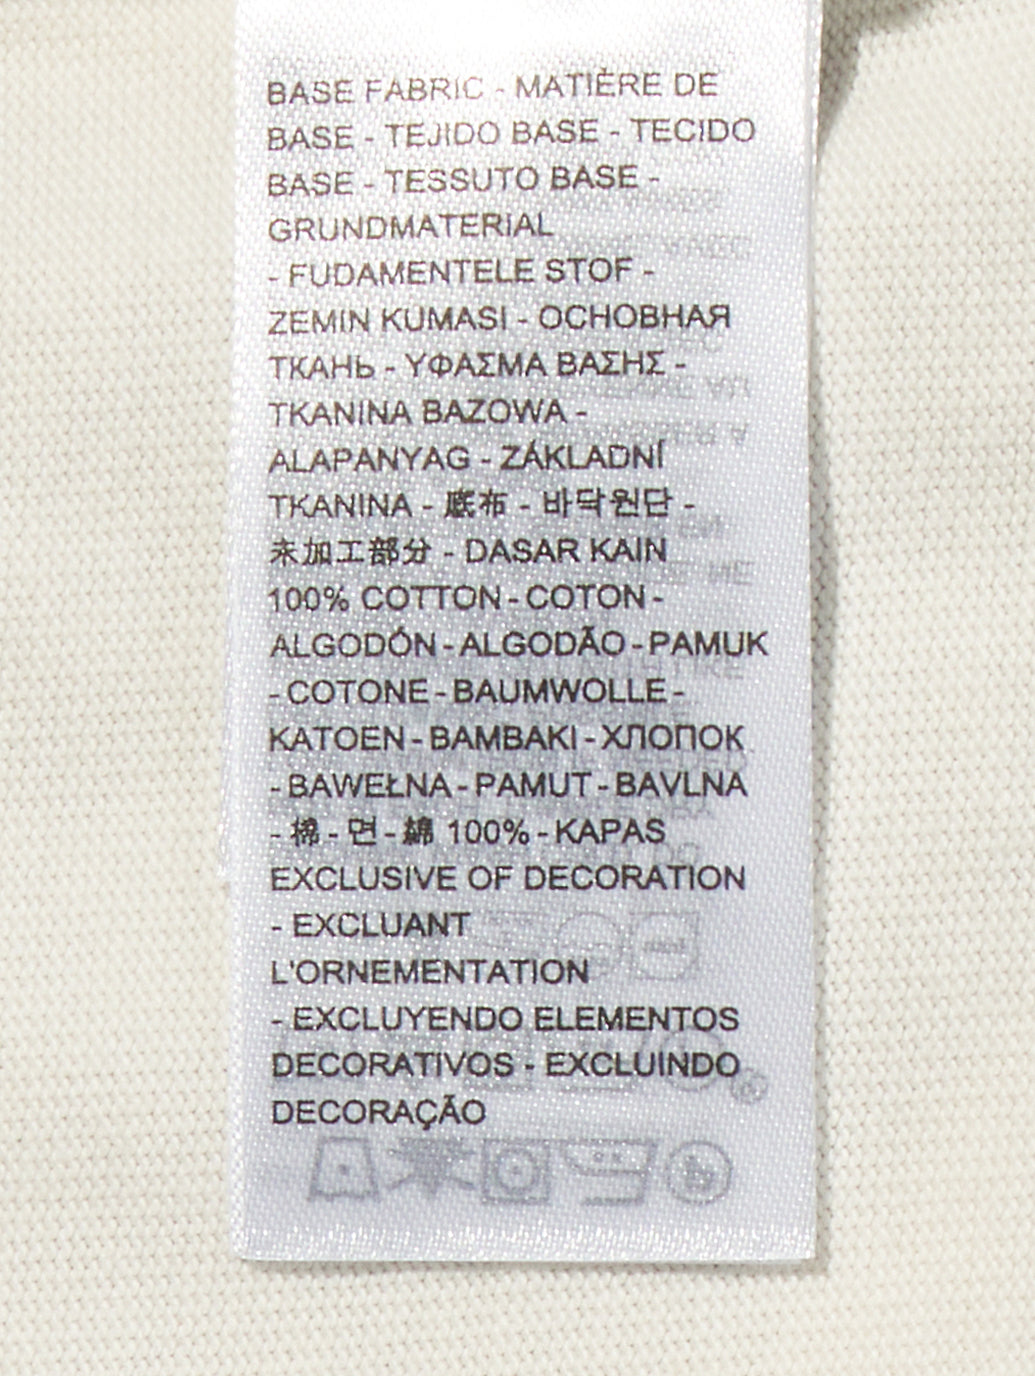 BASE FABRIC - MATIÈRE DE
BASE - TEJIDO BASE - TECIDO
BASE - TESSUTO BASE -
GRUNDMATERIAL
- FUDAMENTELE STOF -
ZEMIN KUMASI - ОСНОВНАЯ
ТКАНЬ - ΥΦΑΣΜΑ ΒΑΣΗΣ -
TKANINA BAZOWA -
ALAPANYAG - ZÁKLADNÍ
TKANINA - 底布 - 바닥원단 -
未加工部分 - DASAR KAIN
100% COTTON - COTON -
ALGODÓN - ALGODÃO - PAMUK
- COTONE - BAUMWOLLE -
KATOEN - BAMBAKI - ХЛОПОК
- BAWEŁNA - PAMUT - BAVLNA
- 棉 - 면 - 綿 100% - KAPAS
EXCLUSIVE OF DECORATION
- EXCLUANT
L'ORNEMENTATION
- EXCLUYENDO ELEMENTOS
DECORATIVOS - EXCLUINDO
DECORAÇÃO